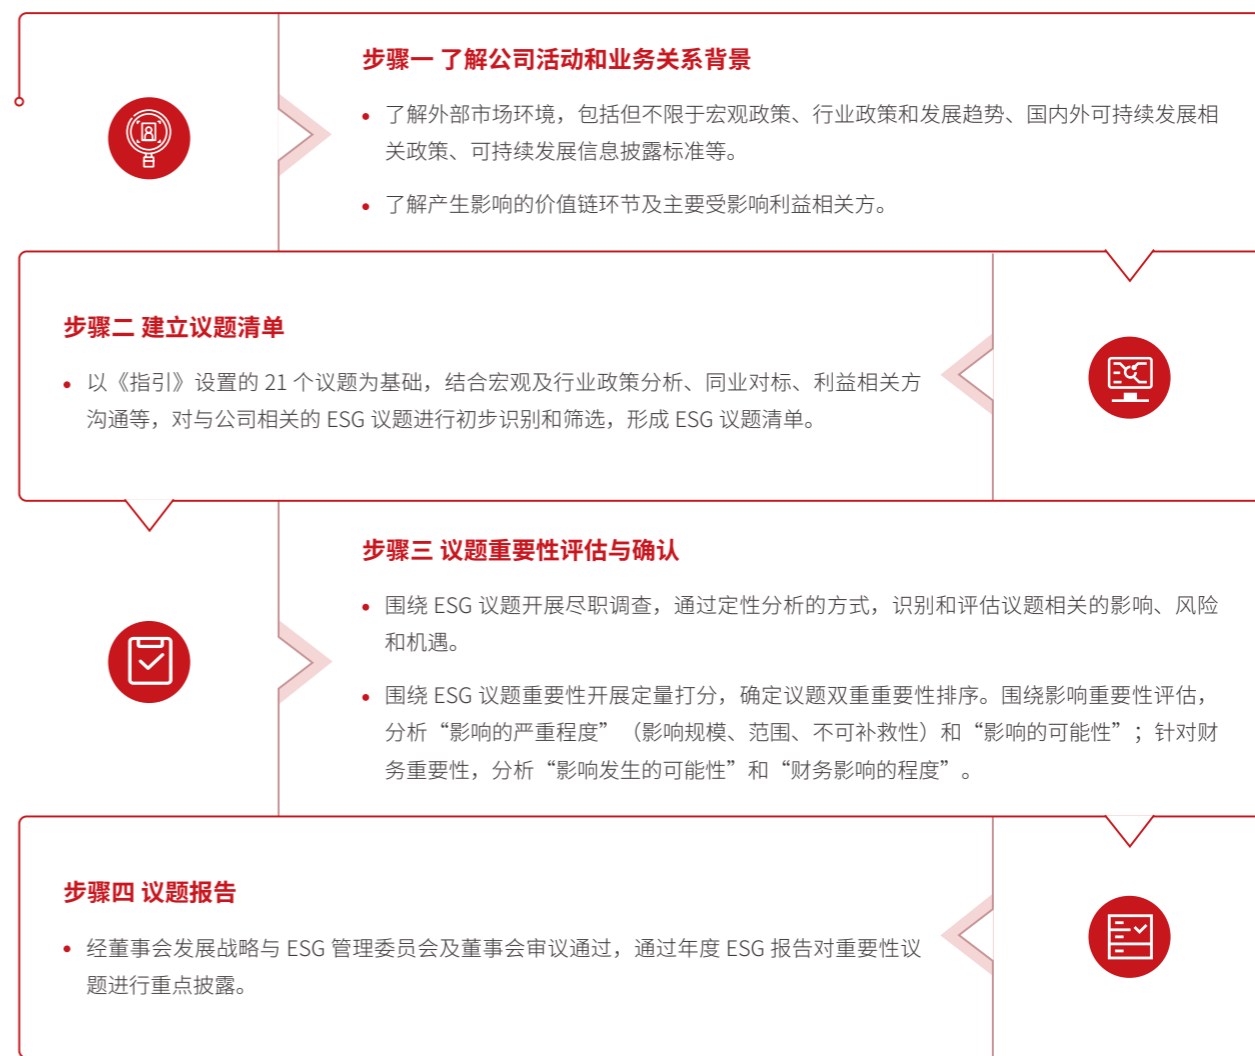 步骤一 了解公司活动和业务关系背景
• 了解外部市场环境，包括但不限于宏观政策、行业政策和发展趋势、国内外可持续发展相
关政策、可持续发展信息披露标准等。
• 了解产生影响的价值链环节及主要受影响利益相关方。
步骤二 建立议题清单
• 以《指引》设置的 21 个议题为基础，结合宏观及行业政策分析、同业对标、利益相关方
沟通等，对与公司相关的 ESG 议题进行初步识别和筛选，形成 ESG 议题清单。
步骤三 议题重要性评估与确认
• 围绕 ESG 议题开展尽职调查，通过定性分析的方式，识别和评估议题相关的影响、风险
和机遇。
• 围绕 ESG 议题重要性开展定量打分，确定议题双重重要性排序。围绕影响重要性评估，
分析“影响的严重程度”（影响规模、范围、不可补救性）和“影响的可能性”；针对财
务重要性，分析“影响发生的可能性”和“财务影响的程度”。
步骤四 议题报告
• 经董事会发展战略与 ESG 管理委员会及董事会审议通过，通过年度 ESG 报告对重要性议
题进行重点披露。